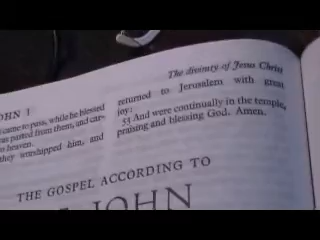 OHN 1
The divinity of Jesus Christ
came to pass, while he blessed
was parted from them, and car-
heaven.
they worshipped him, and
returned to Jerusalem with great
joy:
53 And were continually in the temple,
praising and blessing God. Amen.
THE GOSPEL ACCORDING TO
JOHN